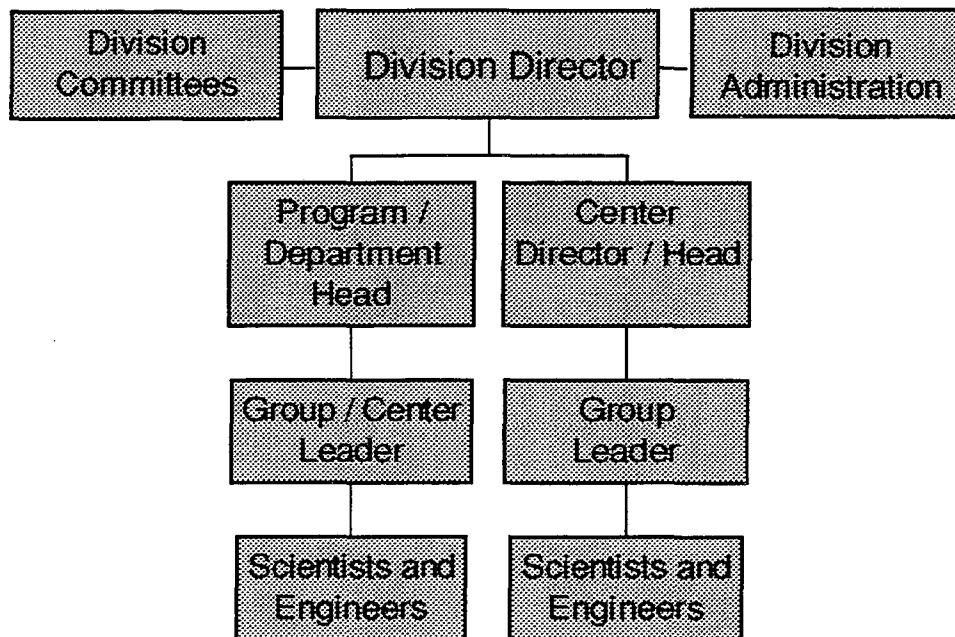 Division
Committees
Division Director
Division
Administration
Program /
Department
Head
Center
Director / Head
Group / Center
Leader
Group
Leader
Scientists and
Engineers
Scientists and
Engineers